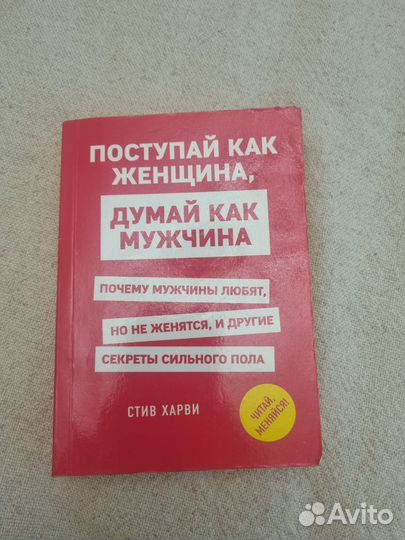 ПОСТУПАЙ КАК
ЖЕНЩИНА,
ДУМАЙ КАК
МУЖЧИНА
ПОЧЕМУ МУЖЧИНЫ ЛЮБЯТ,
НО НЕ ЖЕНЯТСЯ, И ДРУГИЕ
СЕКРЕТЫ СИЛЬНОГО ПОЛА
СТИВ ХАРВИ
ЧИТАЙ,
МЕНЯЙСЯ!
Avito